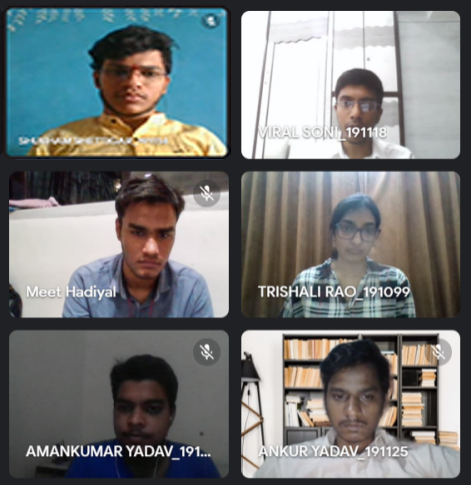 VIRAL SONI_191118
Meet Hadiyal
TRISHALI RAO_191099
AMANKUMAR YADAV_191...
ANKUR YADAV_191125